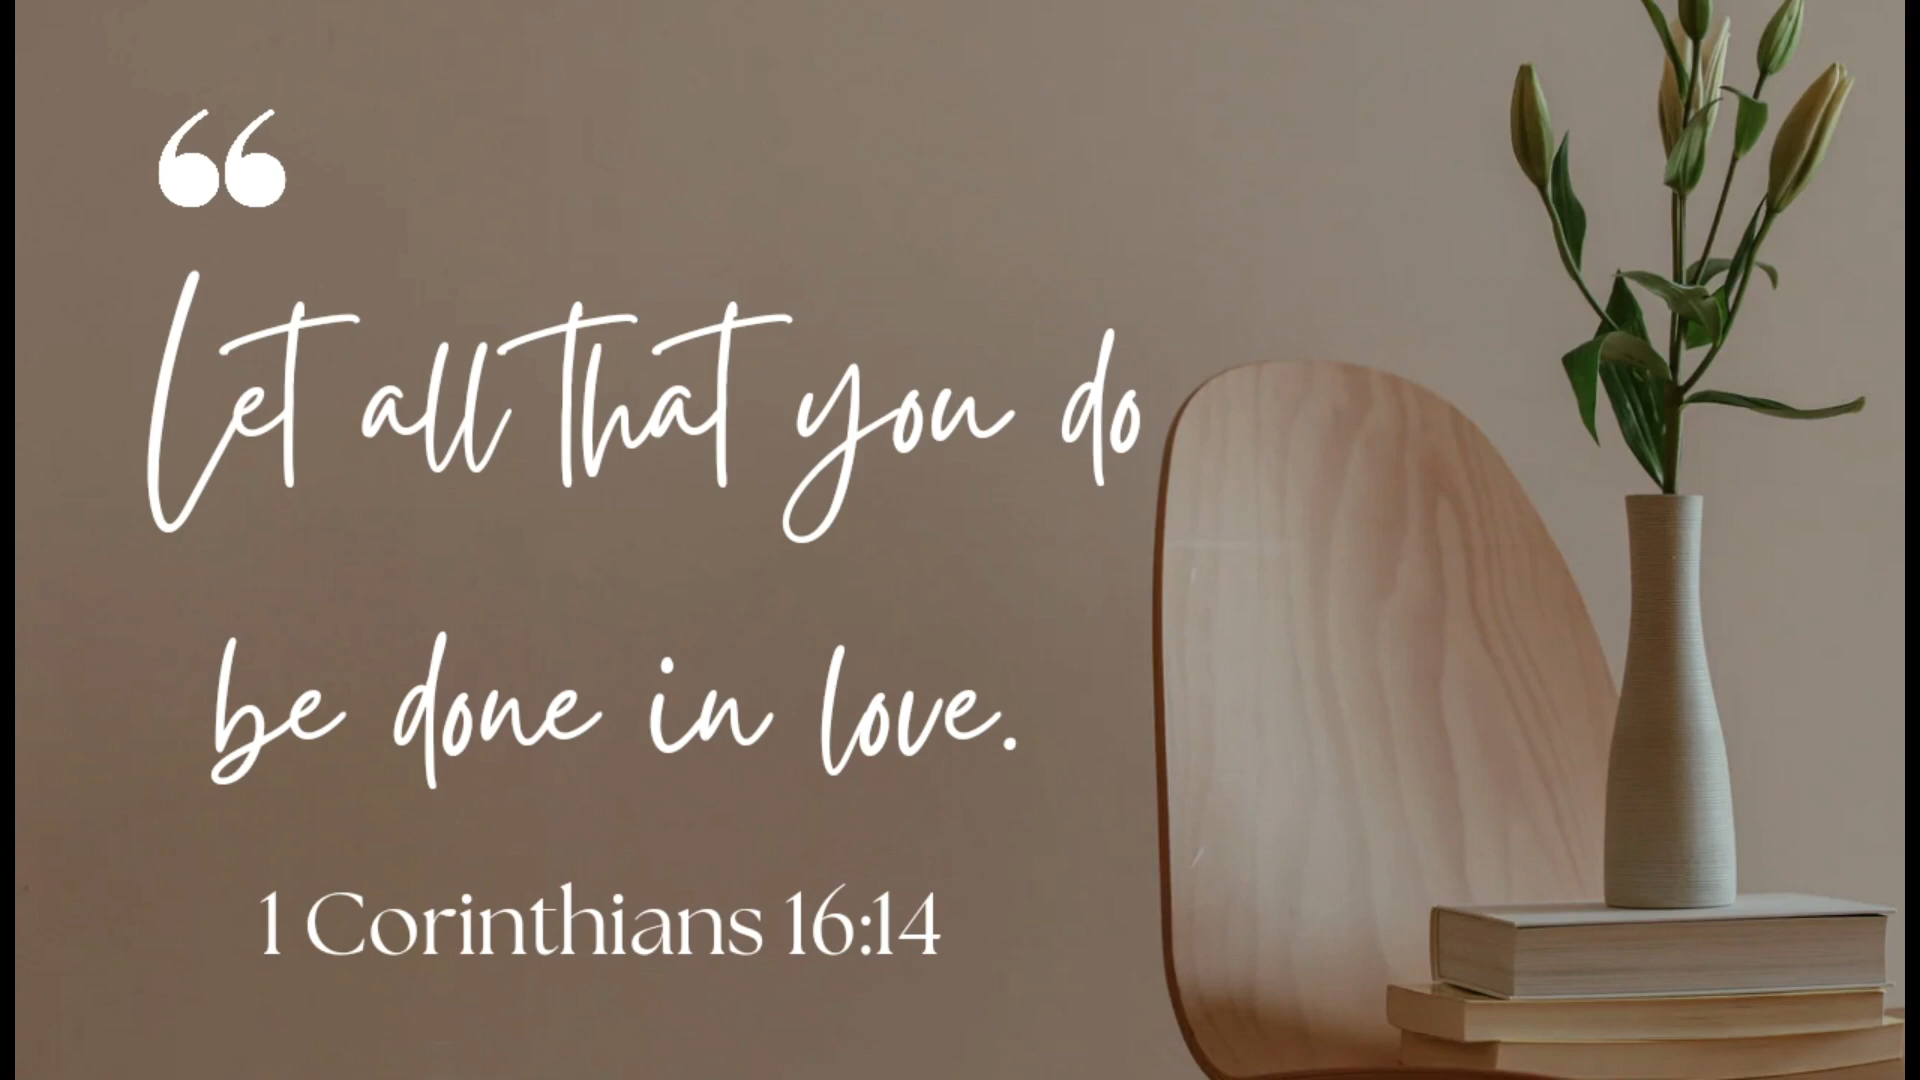 “
Let all that you do
be done in love.
1 Corinthians 16:14